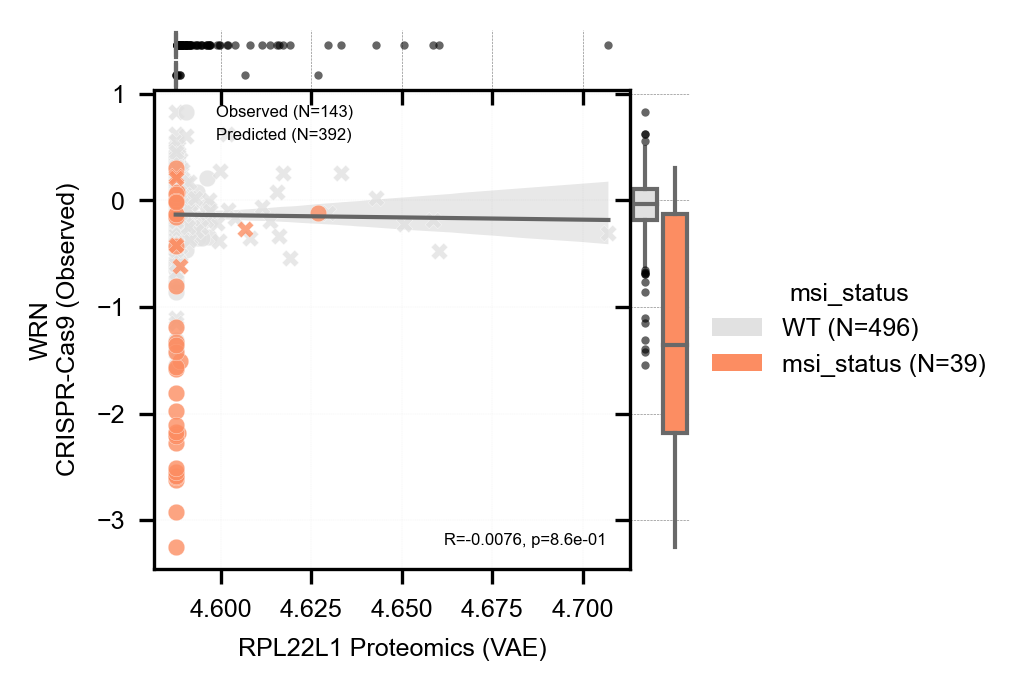 Observed (N=143)
Predicted (N=392)
1
0
−1
−2
−3
WRN
CRISPR-Cas9 (Observed)
R=-0.0076, p=8.6e-01
4.600 4.625 4.650 4.675 4.700
RPL22L1 Proteomics (VAE)
msi_status
WT (N=496)
msi_status (N=39)